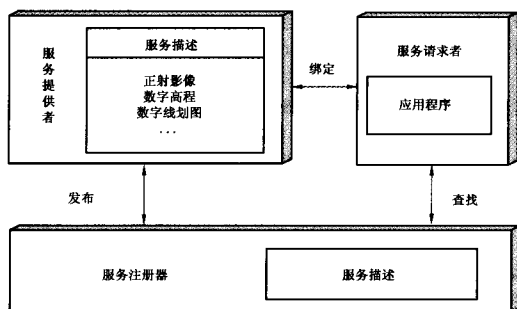 服务提供者
服务描述
正射影像
数字高程
数字线划图
...
绑定
服务请求者
应用程序
发布
查找
服务注册器
服务描述